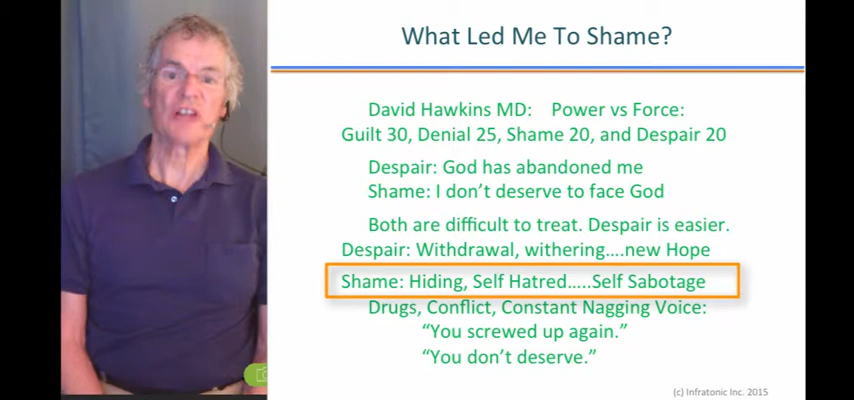 What Led Me To Shame?
David Hawkins MD: Power vs Force:
Guilt 30, Denial 25, Shame 20, and Despair 20
Despair: God has abandoned me
Shame: I don't deserve to face God
Both are difficult to treat. Despair is easier.
Despair: Withdrawal, withering....new Hope
Shame: Hiding, Self Hatred.....Self Sabotage
Drugs, Conflict, Constant Nagging Voice:
"You screwed up again."
"You don't deserve."
(c) Infratonic Inc. 2015